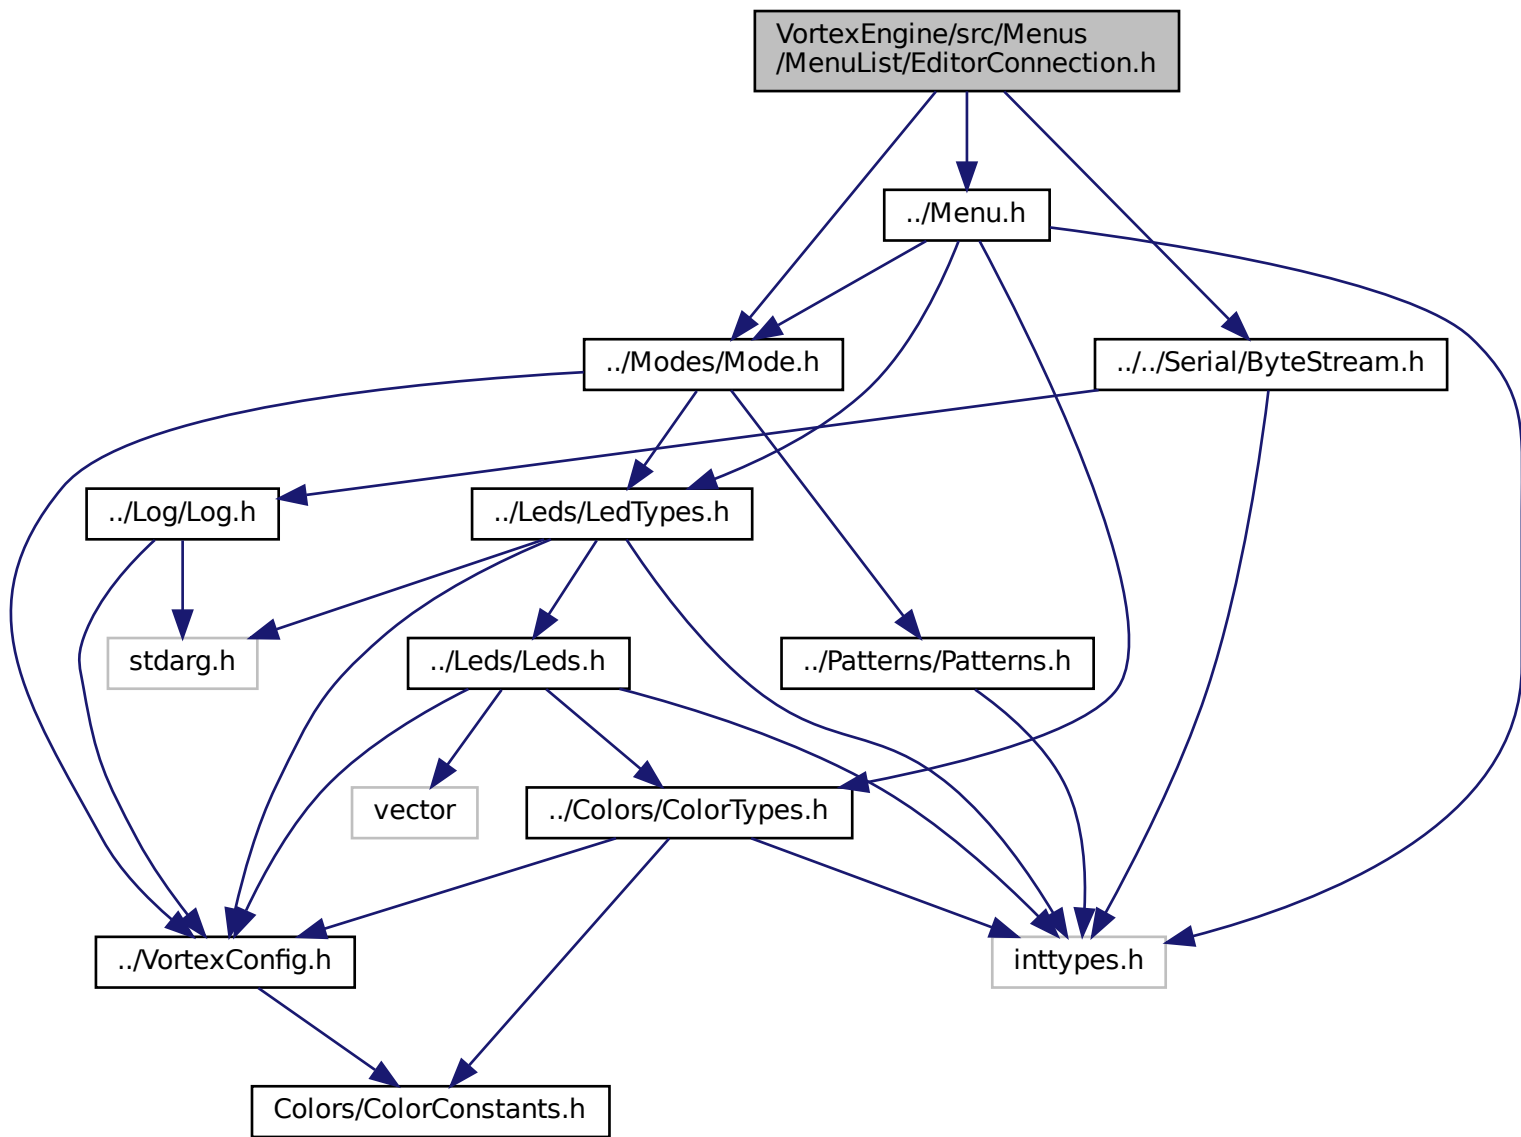 VortexEngine/src/Menus
/MenuList/EditorConnection.h
../Menu.h
../Modes/Mode.h
../../Serial/ByteStream.h
../Log/Log.h
../Leds/LedTypes.h
stdarg.h
../Leds/Leds.h
../Patterns/Patterns.h
vector
../Colors/ColorTypes.h
../VortexConfig.h
inttypes.h
Colors/ColorConstants.h